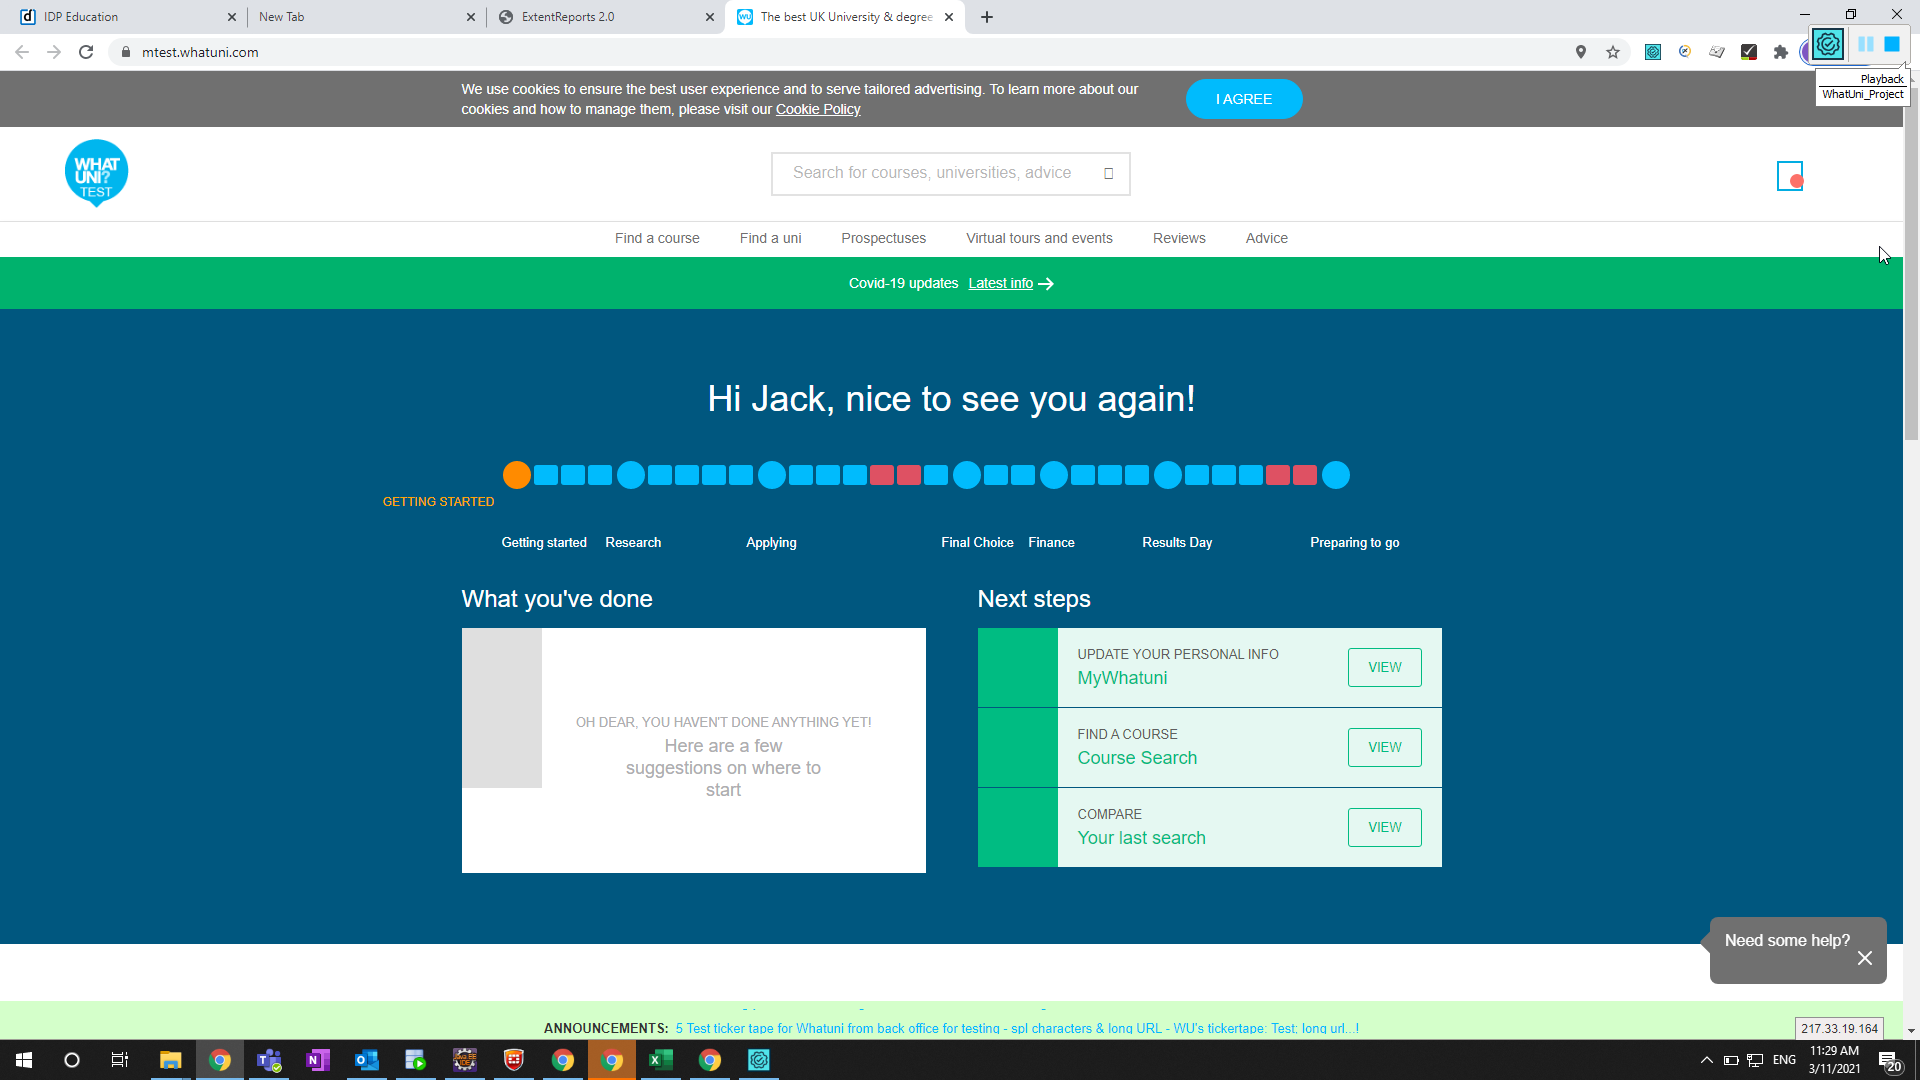 IDP Education
New Tab
ExtentReports 2.0
The best UK University & degree
mtest.whatuni.com
Playback
WhatUni_Project
We use cookies to ensure the best user experience and to serve tailored advertising. To learn more about our
cookies and how to manage them, please visit our Cookie Policy
I AGREE
WHAT
UNI?
TEST
Search for courses, universities, advice
Find a course
Find a uni
Prospectuses
Virtual tours and events
Reviews
Advice
Covid-19 updates Latest info
Hi Jack, nice to see you again!
GETTING STARTED
Getting started
Research
Applying
Final Choice
Finance
Results Day
Preparing to go
What you've done
OH DEAR, YOU HAVEN'T DONE ANYTHING YET!
Here are a few
suggestions on where to
start
Next steps
UPDATE YOUR PERSONAL INFO
MyWhatuni
VIEW
FIND A COURSE
Course Search
VIEW
COMPARE
Your last search
VIEW
Need some help?
ANNOUNCEMENTS: 5 Test ticker tape for Whatuni from back office for testing - spl characters & long URL - WU's tickertape: Test: long url...!
217.33.19.164
ENG
11:29 AM
3/11/2021
20